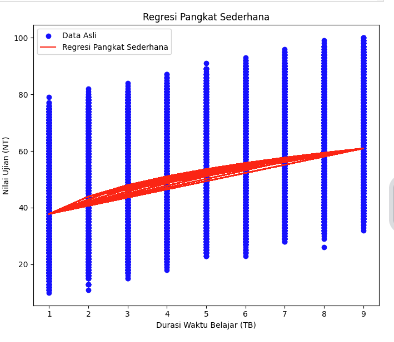 Regresi Pangkat Sederhana
Data Asli
Regresi Pangkat Sederhana
100
80
60
40
20
Nilai Ujian (NT)
1 2 3 4 5 6 7 8 9
Durasi Waktu Belajar (TB)